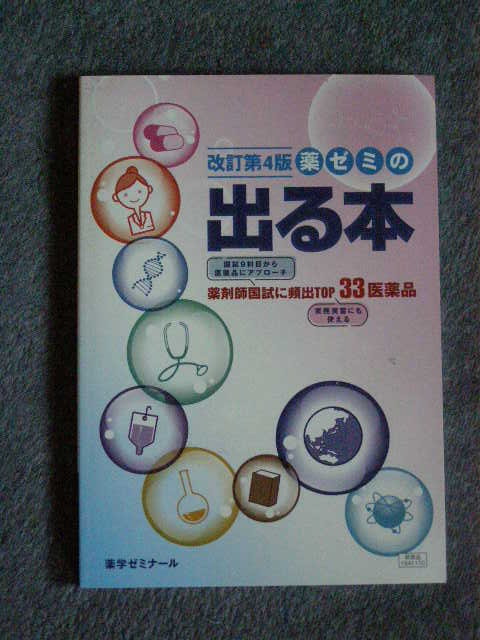 改訂第4版 薬ゼミの
出る本
国試9科目から
医薬品にアプローチ
薬剤師国試に頻出TOP 33医薬品
実務実習にも
使える
薬学ゼミナール